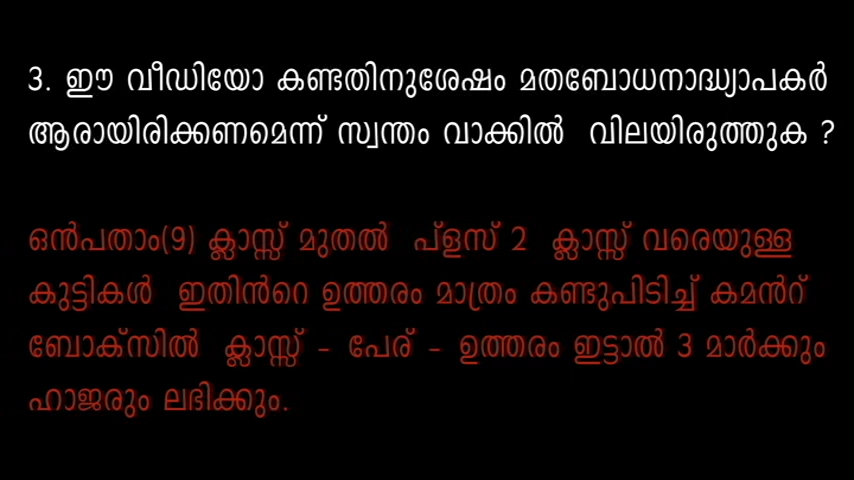 3. ഈ വീഡിയോ കണ്ടതിനുശേഷം മതബോധനാദ്ധ്യാപകർ
ആരായിരിക്കണമെന്ന് സ്വന്തം വാക്കിൽ വിലയിരുത്തുക ?
ഒൻപതാം(9) ക്ലാസ്സ് മുതൽ പ്ളസ് 2 ക്ലാസ്സ് വരെയുള്ള
കുട്ടികൾ ഇതിൻറെ ഉത്തരം മാത്രം കണ്ടുപിടിച്ച് കമൻറ്
ബോക്സിൽ ക്ലാസ്സ് - പേര് - ഉത്തരം ഇട്ടാൽ 3 മാർക്കും
ഹാജരും ലഭിക്കും.